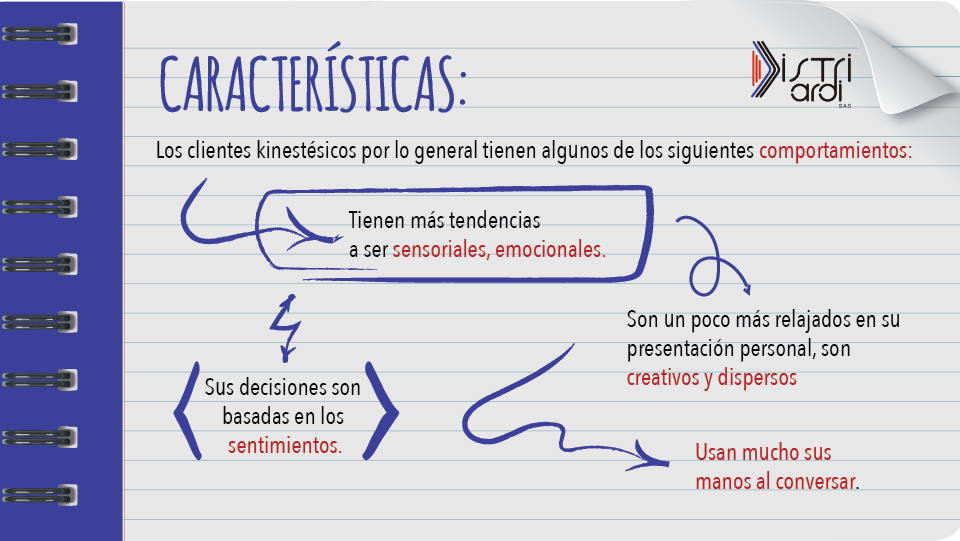 CARACTERÍSTICAS:
Distri
Jardi
S.A.S
Los clientes kinestésicos por lo general tienen algunos de los siguientes comportamientos:
Tienen más tendencias
a ser sensoriales, emocionales.
Son un poco más relajados en su
presentación personal, son
creativos y dispersos
Sus decisiones son
basadas en los
sentimientos.
Usan mucho sus
manos al conversar.